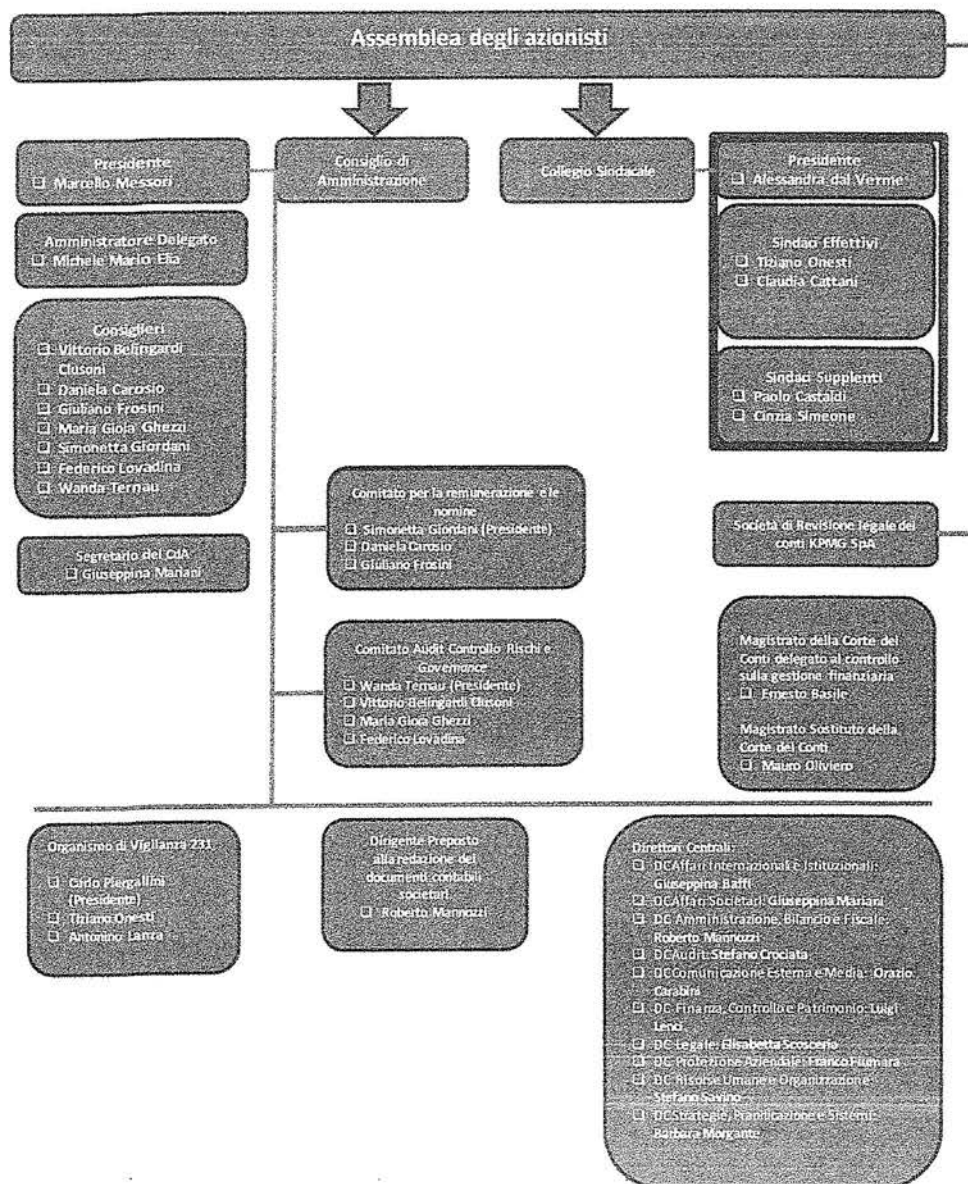 Assemblea degli azionisti
Presidente
❑ Marcello Messori
Consiglio di
Amministrazione
Collegio Sindacale
Presidente
❑ Alessandra dal Verme
Amministratore Delegato
❑ Michele Mario Elia
Sindaci Effettivi
❑ Tiziano Onesti
❑ Claudia Cattani
Consiglieri
❑ Vittorio Belingardi
Clusoni
❑ Daniela Carosio
❑ Giuliano Frosini
❑ Maria Gioia Ghezzi
❑ Simonetta Giordani
❑ Federico Lovadina
❑ Wanda Ternau
Sindaci Supplenti
❑ Paolo Castaldi
❑ Cinzia Simeone
Comitato per la remunerazione e le
nomine
❑ Simonetta Giordani (Presidente)
❑ Daniela Carosio
❑ Giuliano Frosini
Società di Revisione legale dei
conti KPMG SpA
Segretario del CdA
❑ Giuseppina Mariani
Comitato Audit Controllo Rischi e
Governance
❑ Wanda Ternau (Presidente)
❑ Vittorio Belingardi Clusoni
❑ Maria Gioia Ghezzi
❑ Federico Lovadina
Magistrato della Corte dei
Conti delegato al controllo
sulla gestione finanziaria
❑ Ernesto Basile
Magistrato Sostituto della
Corte dei Conti
❑ Mauro Oliviero
Organismo di Vigilanza 231
❑ Carlo Piergallini
(Presidente)
❑ Tiziano Onesti
❑ Antonino Lanza
Dirigente Preposto
alla redazione dei
documenti contabili
societari
❑ Roberto Mannozzi
Direttori Centrali:
❑ DC Affari Internazionali e Istituzionali:
Giuseppina Baffi
❑ DC Affari Societari: Giuseppina Mariani
❑ DC Amministrazione, Bilancio e Fiscale:
Roberto Mannozzi
❑ DC Audit: Stefano Crociata
❑ DC Comunicazione Esterna e Media: Orazio
Carabini
❑ DC Finanza, Controllo e Patrimonio: Luigi
Lenci
❑ DC Legale: Elisabetta Scosceria
❑ DC Protezione Aziendale: Franco Fiumara
❑ DC Risorse Umane e Organizzazione:
Stefano Savino
❑ DC Strategie, Pianificazione e Sistemi:
Barbara Morgante